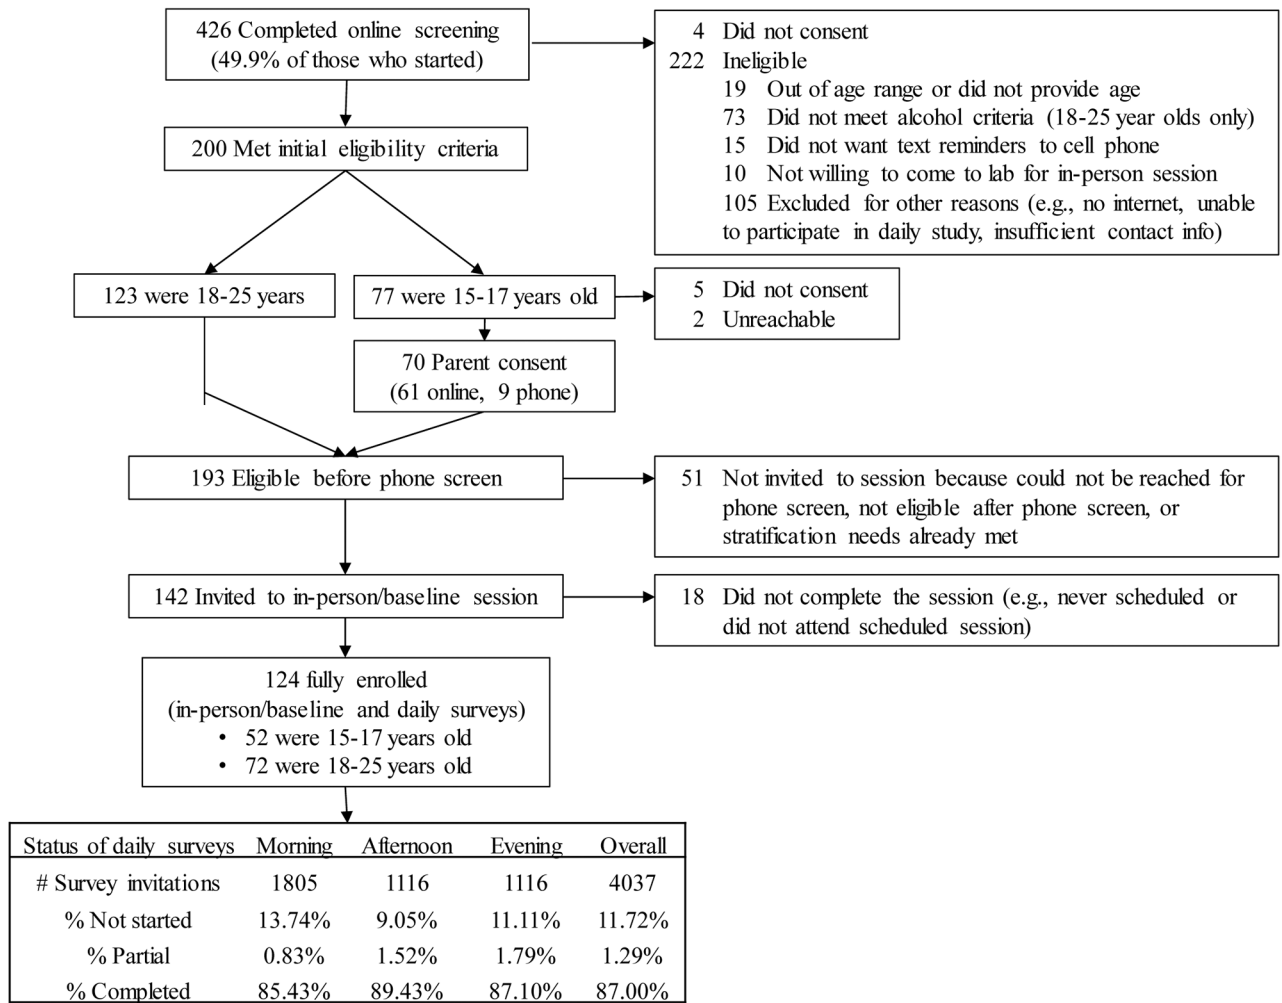 426 Completed online screening
(49.9% of those who started)
4 Did not consent
222 Ineligible
19 Out of age range or did not provide age
73 Did not meet alcohol criteria (18-25 year olds only)
15 Did not want text reminders to cell phone
10 Not willing to come to lab for in-person session
105 Excluded for other reasons (e.g., no internet, unable
to participate in daily study, insufficient contact info)
200 Met initial eligibility criteria
123 were 18-25 years
77 were 15-17 years old
5 Did not consent
2 Unreachable
70 Parent consent
(61 online, 9 phone)
193 Eligible before phone screen
51 Not invited to session because could not be reached for
phone screen, not eligible after phone screen, or
stratification needs already met
142 Invited to in-person/baseline session
18 Did not complete the session (e.g., never scheduled or
did not attend scheduled session)
124 fully enrolled
(in-person/baseline and daily surveys)
• 52 were 15-17 years old
• 72 were 18-25 years old
Status of daily surveys Morning Afternoon Evening Overall
# Survey invitations 1805 1116 1116 4037
% Not started 13.74% 9.05% 11.11% 11.72%
% Partial 0.83% 1.52% 1.79% 1.29%
% Completed 85.43% 89.43% 87.10% 87.00%